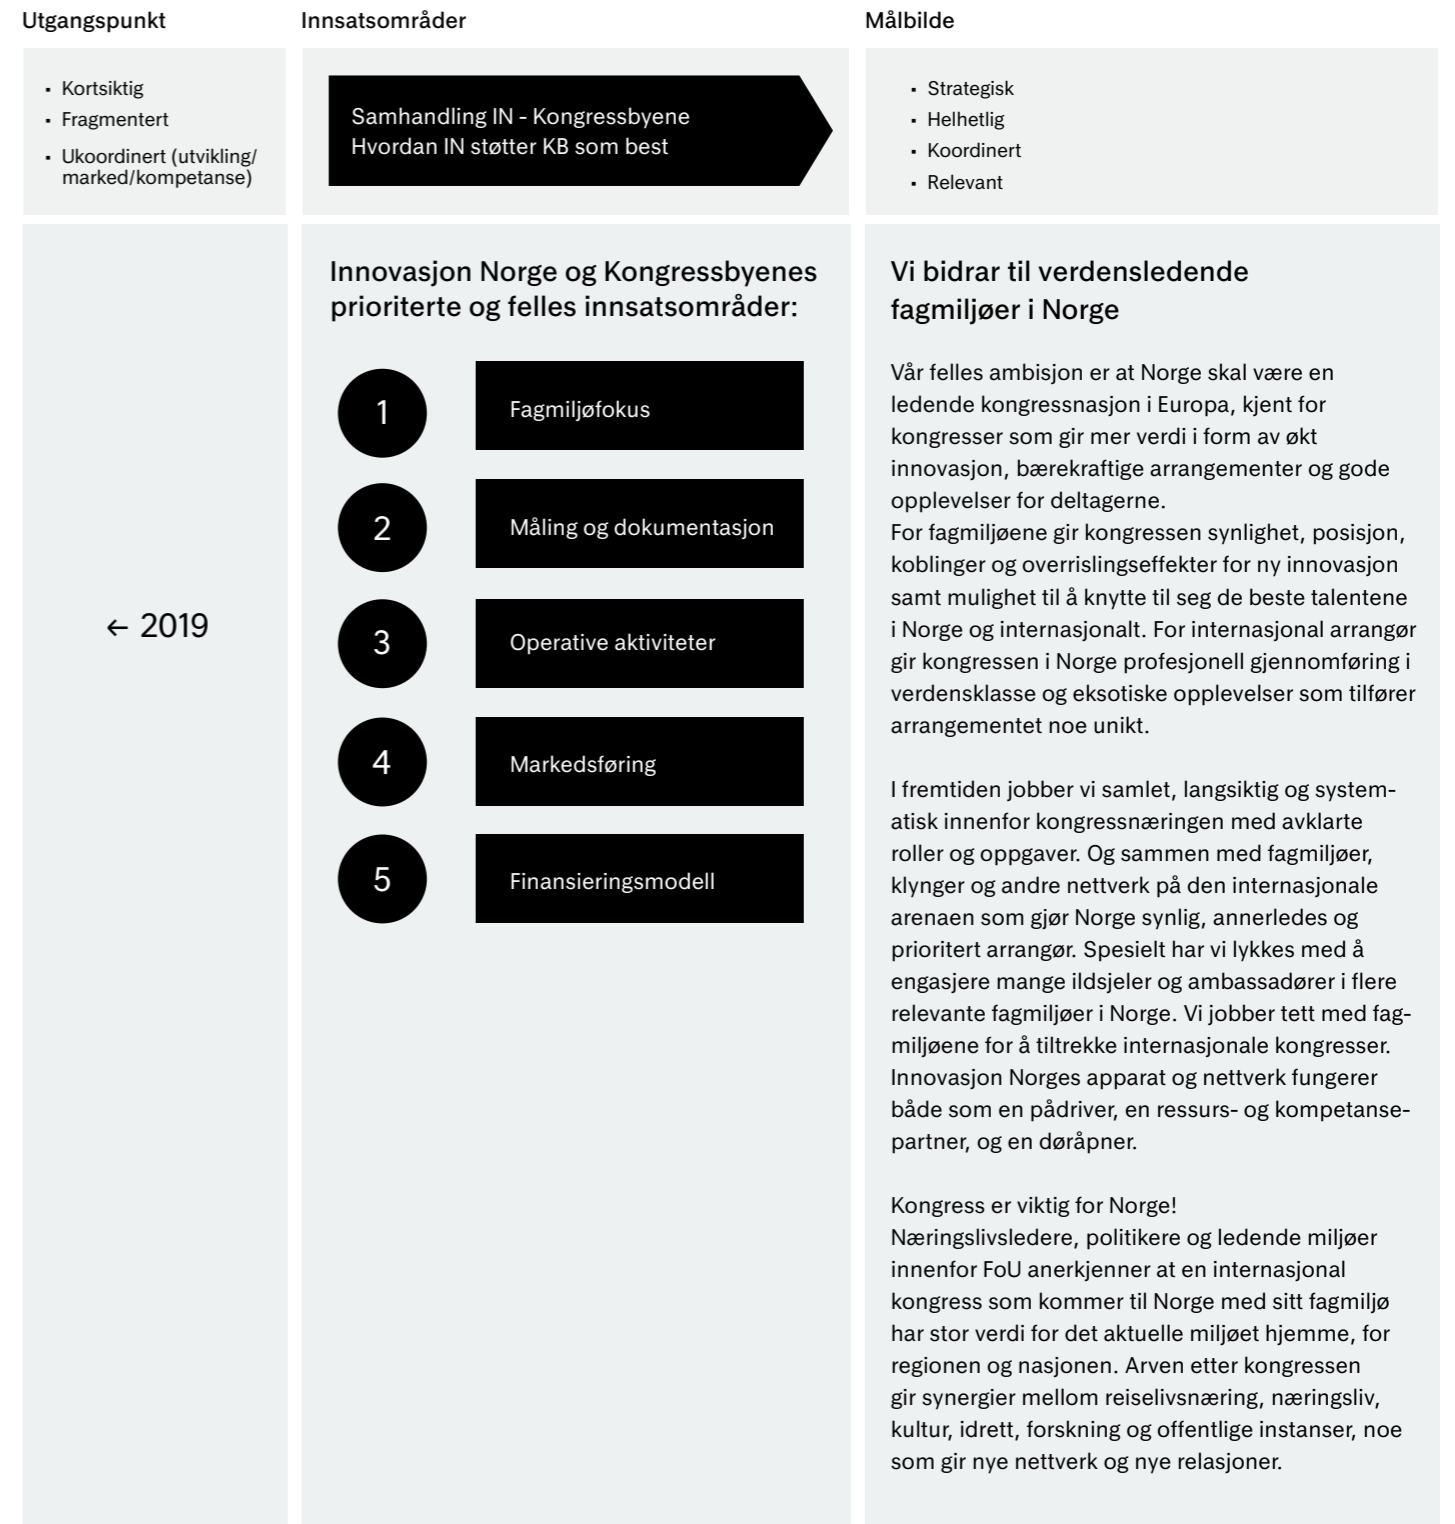 Utgangspunkt
Innsatsområder
Målbilde
▪ Kortsiktig
▪ Fragmentert
▪ Ukoordinert (utvikling/
marked/kompetanse)
Samhandling IN - Kongressbyene
Hvordan IN støtter KB som best
▪ Strategisk
▪ Helhetlig
▪ Koordinert
▪ Relevant
← 2019
Innovasjon Norge og Kongressbyenes
prioriterte og felles innsatsområder:
1 Fagmiljøfokus
2 Måling og dokumentasjon
3 Operative aktiviteter
4 Markedsføring
5 Finansieringsmodell
Vi bidrar til verdensledende
fagmiljøer i Norge
Vår felles ambisjon er at Norge skal være en
ledende kongressnasjon i Europa, kjent for
kongresser som gir mer verdi i form av økt
innovasjon, bærekraftige arrangementer og gode
opplevelser for deltagerne.
For fagmiljøene gir kongressen synlighet, posisjon,
koblinger og overrislingseffekter for ny innovasjon
samt mulighet til å knytte til seg de beste talentene
i Norge og internasjonalt. For internasjonal arrangør
gir kongressen i Norge profesjonell gjennomføring i
verdensklasse og eksotiske opplevelser som tilfører
arrangementet noe unikt.
I fremtiden jobber vi samlet, langsiktig og system-
atisk innenfor kongressnæringen med avklarte
roller og oppgaver. Og sammen med fagmiljøer,
klynger og andre nettverk på den internasjonale
arenaen som gjør Norge synlig, annerledes og
prioritert arrangør. Spesielt har vi lykkes med å
engasjere mange ildsjeler og ambassadører i flere
relevante fagmiljøer i Norge. Vi jobber tett med fag-
miljøene for å tiltrekke internasjonale kongresser.
Innovasjon Norges apparat og nettverk fungerer
både som en pådriver, en ressurs- og kompetanse-
partner, og en døråpner.
Kongress er viktig for Norge!
Næringslivsledere, politikere og ledende miljøer
innenfor FoU anerkjenner at en internasjonal
kongress som kommer til Norge med sitt fagmiljø
har stor verdi for det aktuelle miljøet hjemme, for
regionen og nasjonen. Arven etter kongressen
gir synergier mellom reiselivsnæring, næringsliv,
kultur, idrett, forskning og offentlige instanser, noe
som gir nye nettverk og nye relasjoner.